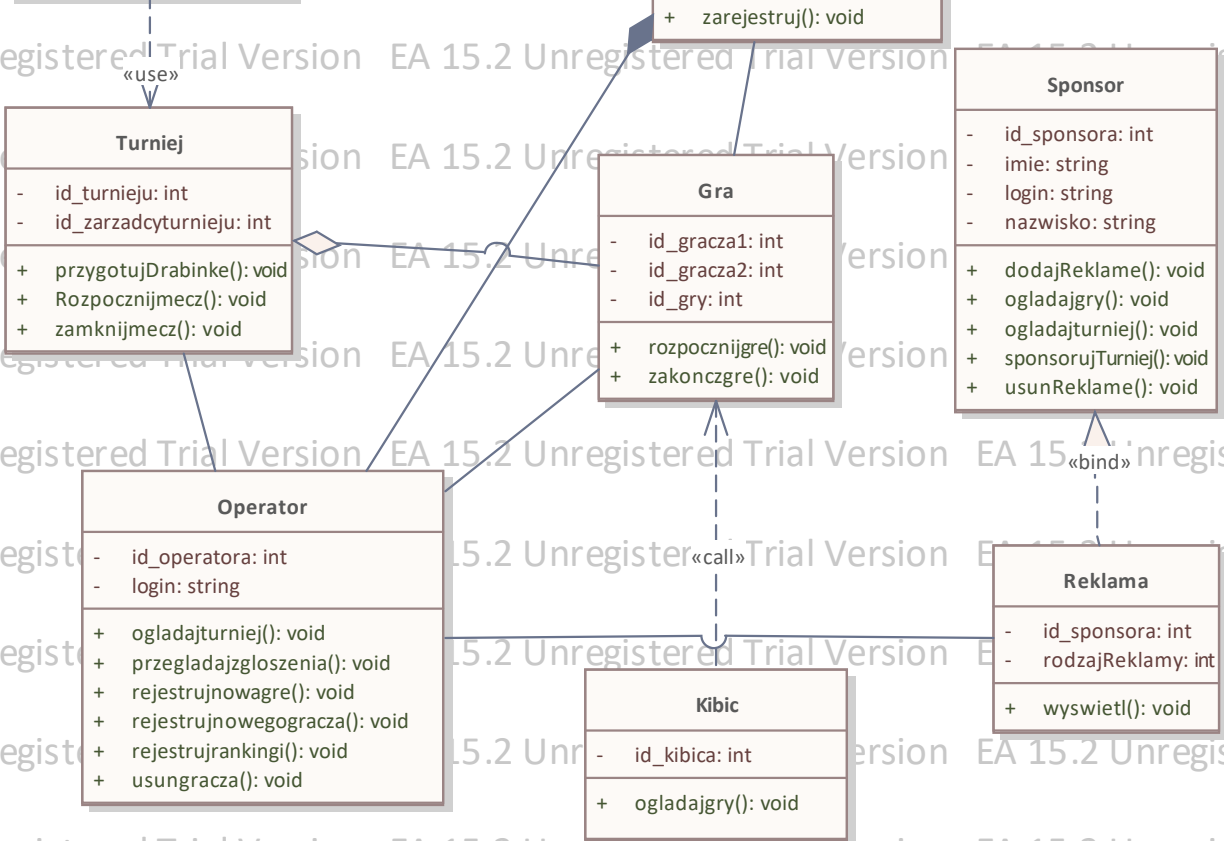 + zarejestruj(): void
EA 15.2 Unregistered Trial Version
«use»
Turniej
- id_turnieju: int
- id_zarzadcyturnieju: int
+ przygotujDrabinke(): void
+ Rozpocznijmecz(): void
+ zamknijmecz(): void
Gra
- id_gracza1: int
- id_gracza2: int
- id_gry: int
+ rozpocznijgre(): void
+ zakonczgre(): void
Sponsor
- id_sponsora: int
- imie: string
- login: string
- nazwisko: string
+ dodajReklame(): void
+ ogladajgry(): void
+ ogladajturniej(): void
+ sponsorujTurniej(): void
+ usunReklame(): void
«bind»
Operator
- id_operatora: int
- login: string
+ ogladajturniej(): void
+ przegladajzgloszenia(): void
+ rejestrujnowagre(): void
+ rejestrujnowegogracza(): void
+ rejestrujrankingi(): void
+ usungracza(): void
«call»
Reklama
- id_sponsora: int
- rodzajReklamy: int
+ wyswietl(): void
Kibic
- id_kibica: int
+ ogladajgry(): void